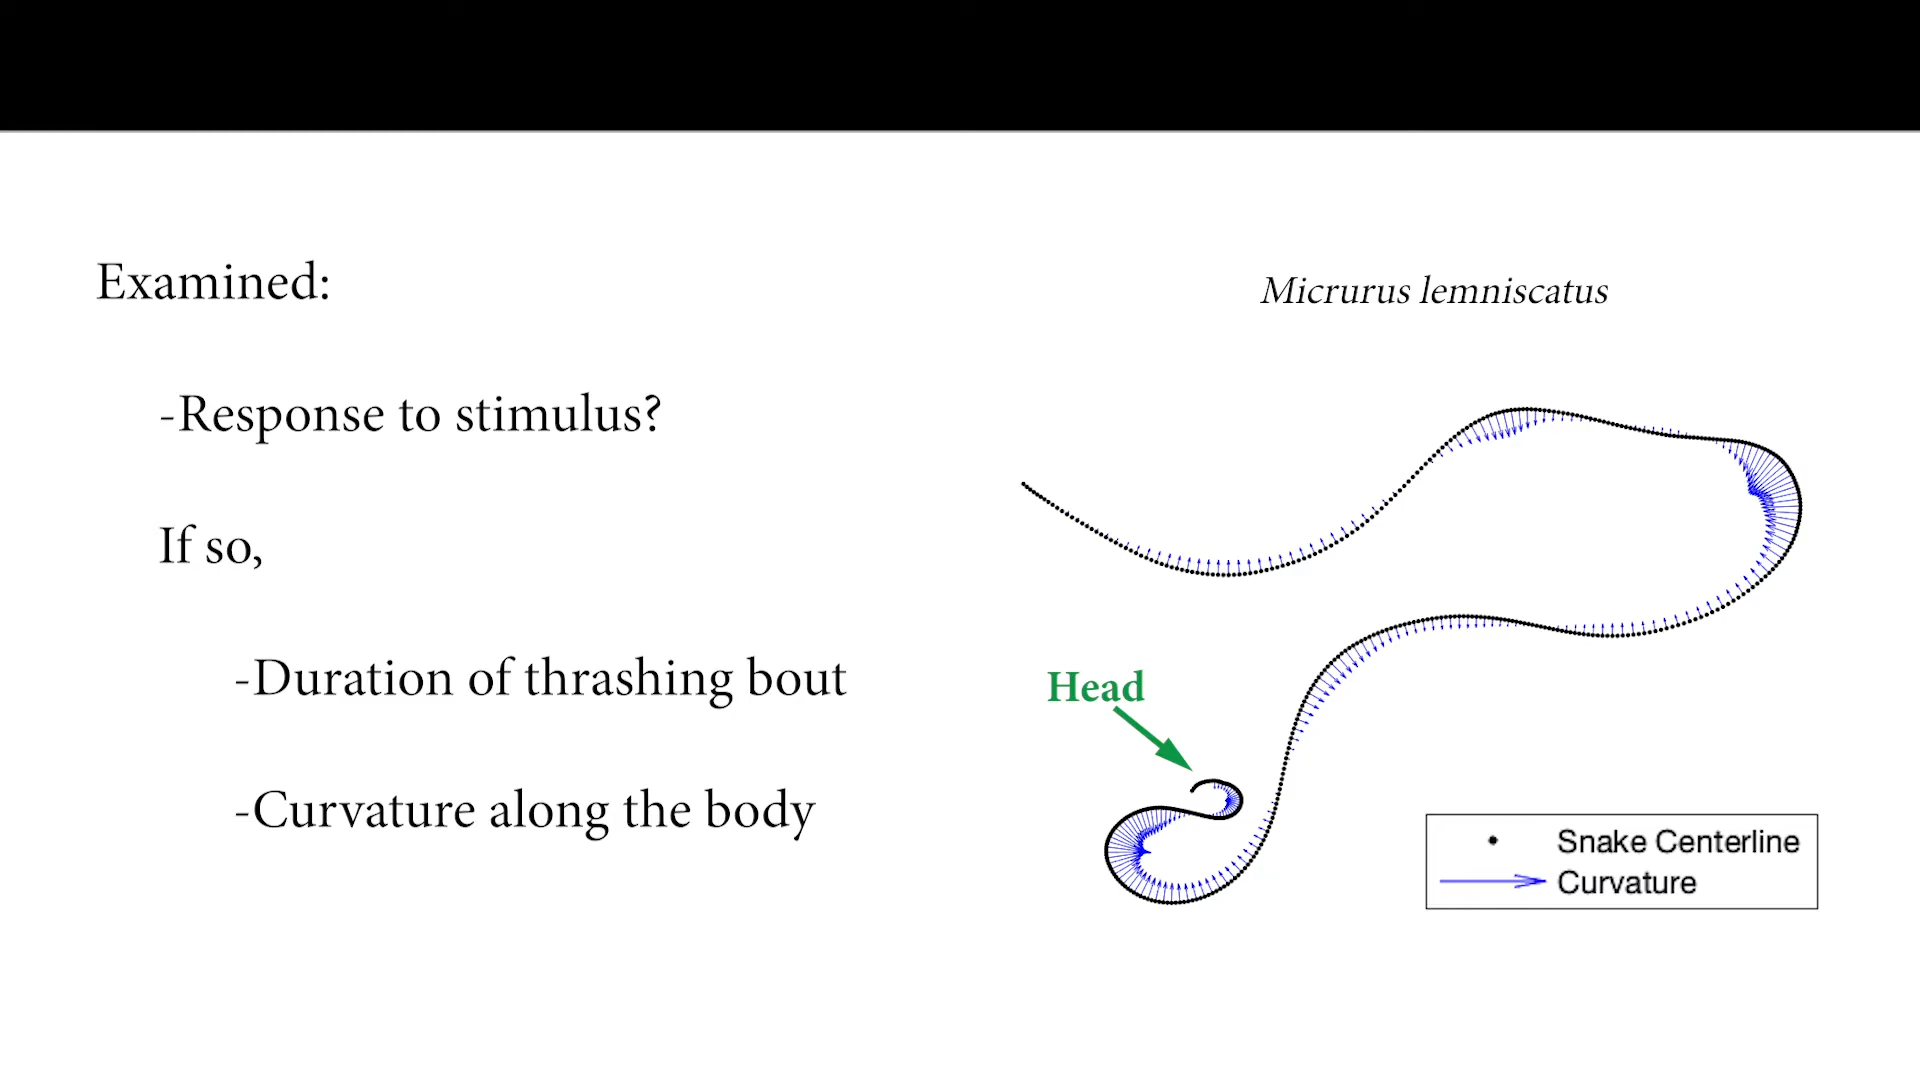 Examined:
Micrurus lemniscatus
-Response to stimulus?
If so,
-Duration of thrashing bout
Head
-Curvature along the body
Snake Centerline
Curvature